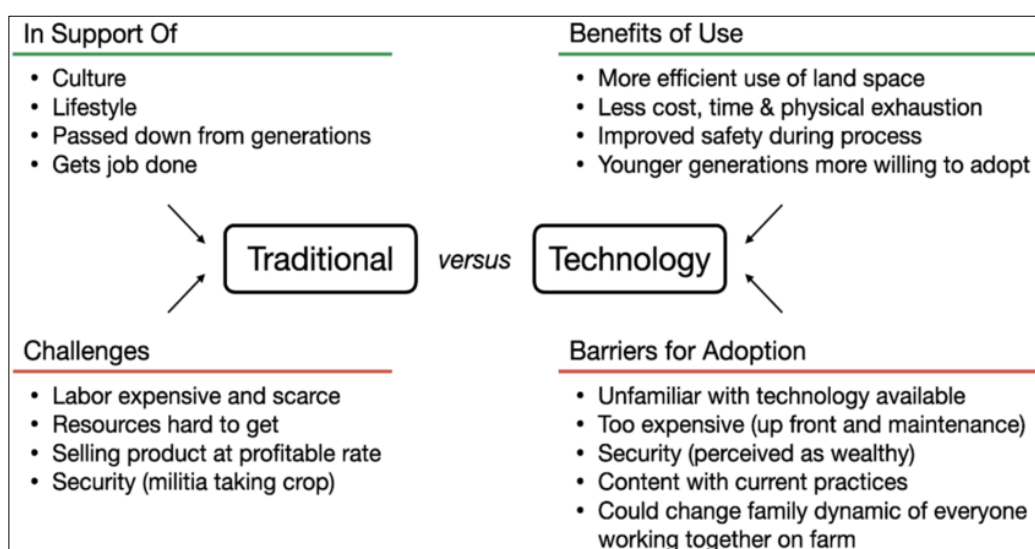 In Support Of
• Culture
• Lifestyle
• Passed down from generations
• Gets job done
Benefits of Use
• More efficient use of land space
• Less cost, time & physical exhaustion
• Improved safety during process
• Younger generations more willing to adopt
Traditional versus Technology
Challenges
• Labor expensive and scarce
• Resources hard to get
• Selling product at profitable rate
• Security (militia taking crop)
Barriers for Adoption
• Unfamiliar with technology available
• Too expensive (up front and maintenance)
• Security (perceived as wealthy)
• Content with current practices
• Could change family dynamic of everyone
working together on farm